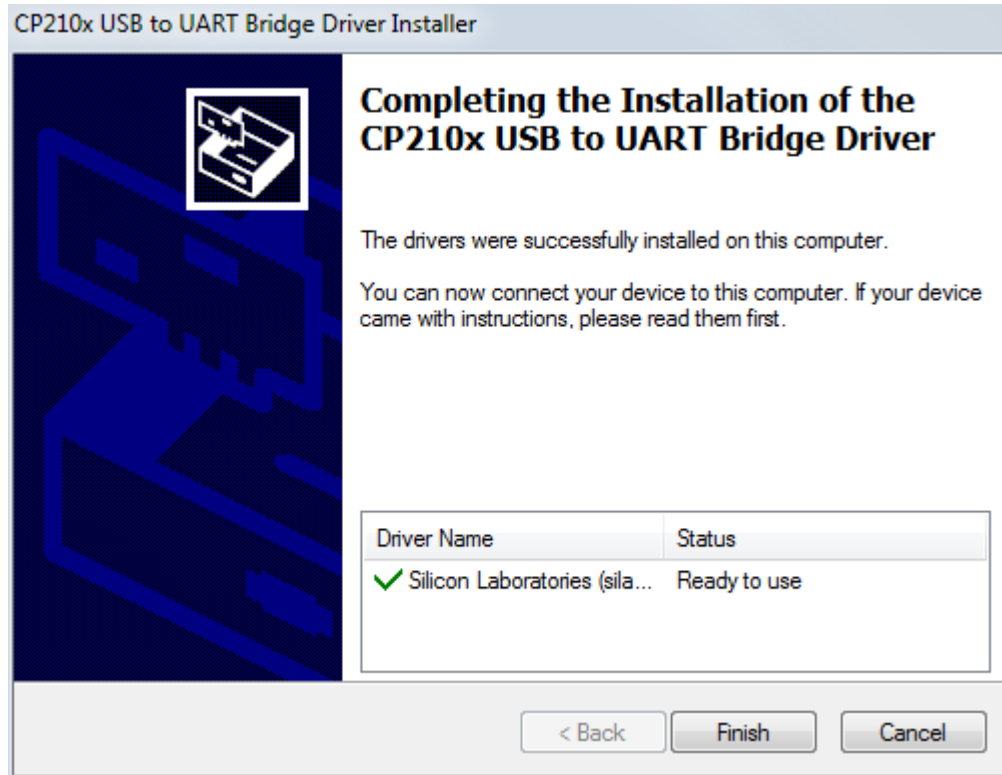 CP210x USB to UART Bridge Driver Installer
Completing the Installation of the
CP210x USB to UART Bridge Driver
The drivers were successfully installed on this computer.
You can now connect your device to this computer. If your device
came with instructions, please read them first.
Driver Name Status
Silicon Laboratories (sila... Ready to use
< Back Finish Cancel